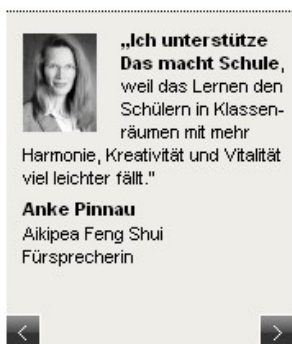 „Ich unterstütze
Das macht Schule,
weil das Lernen den
Schülern in Klassen-
räumen mit mehr
Harmonie, Kreativität und Vitalität
viel leichter fällt."
Anke Pinnau
Aikipea Feng Shui
Fürsprecherin